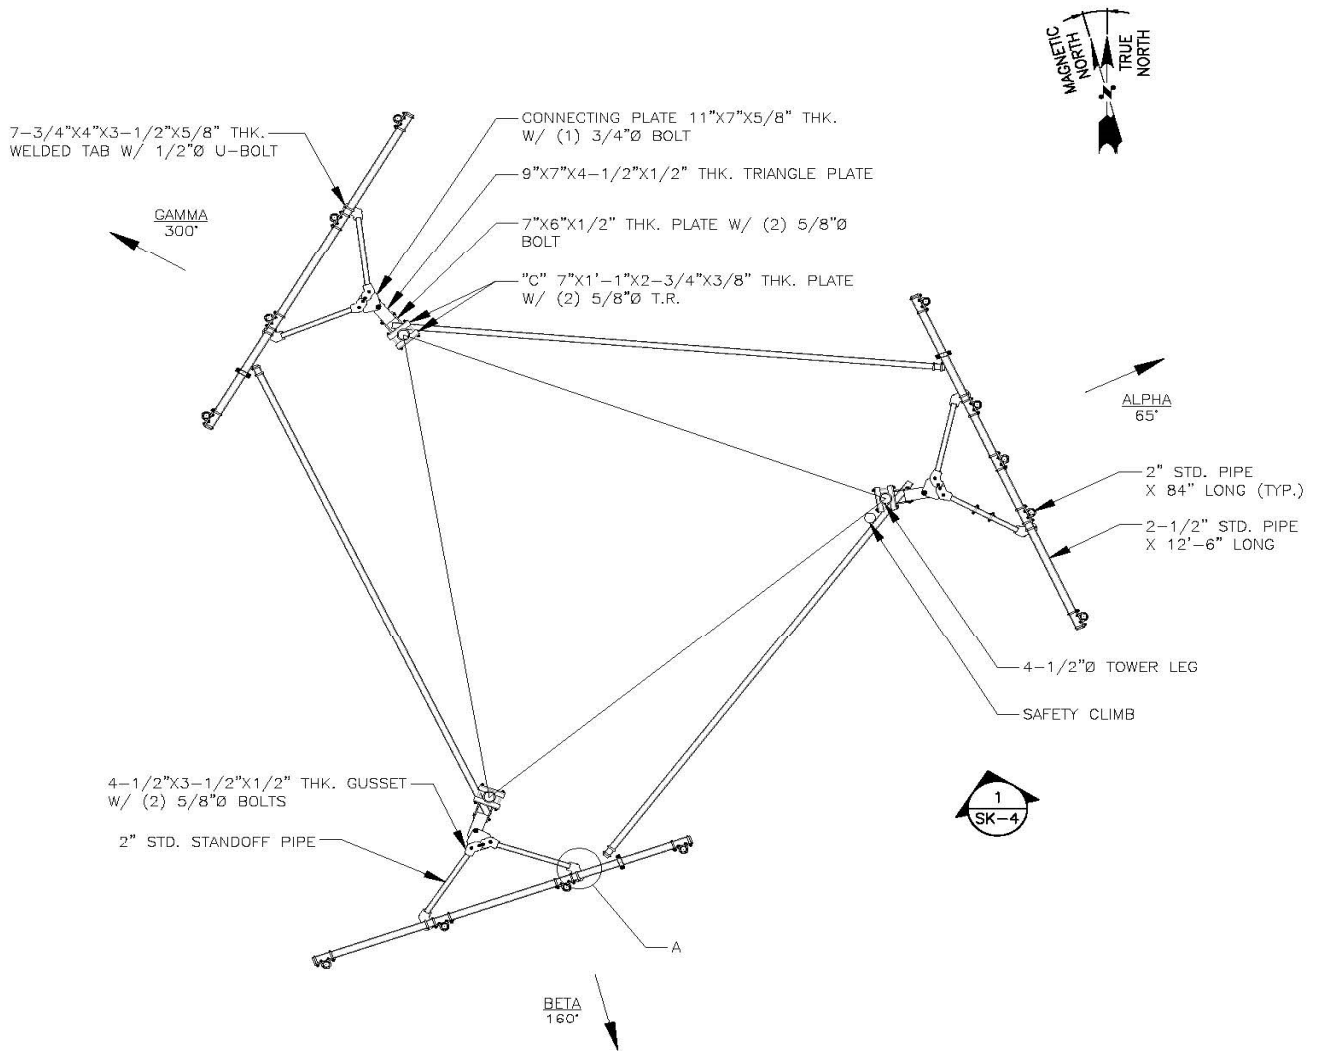 MAGNETIC
NORTH
TRUE
NORTH
N
7-3/4"X4"X3-1/2"X5/8" THK.
WELDED TAB W/ 1/2"Ø U-BOLT
CONNECTING PLATE 11"X7"X5/8" THK.
W/ (1) 3/4"Ø BOLT
9"X7"X4-1/2"X1/2" THK. TRIANGLE PLATE
GAMMA
300°
7"X6"X1/2" THK. PLATE W/ (2) 5/8"Ø
BOLT
"C" 7"X1'-1"X2-3/4"X3/8" THK. PLATE
W/ (2) 5/8"Ø T.R.
ALPHA
65°
2" STD. PIPE
X 84" LONG (TYP.)
2-1/2" STD. PIPE
X 12'-6" LONG
4-1/2"Ø TOWER LEG
SAFETY CLIMB
4-1/2"X3-1/2"X1/2" THK. GUSSET
W/ (2) 5/8"Ø BOLTS
2" STD. STANDOFF PIPE
1
SK-4
A
BETA
160°